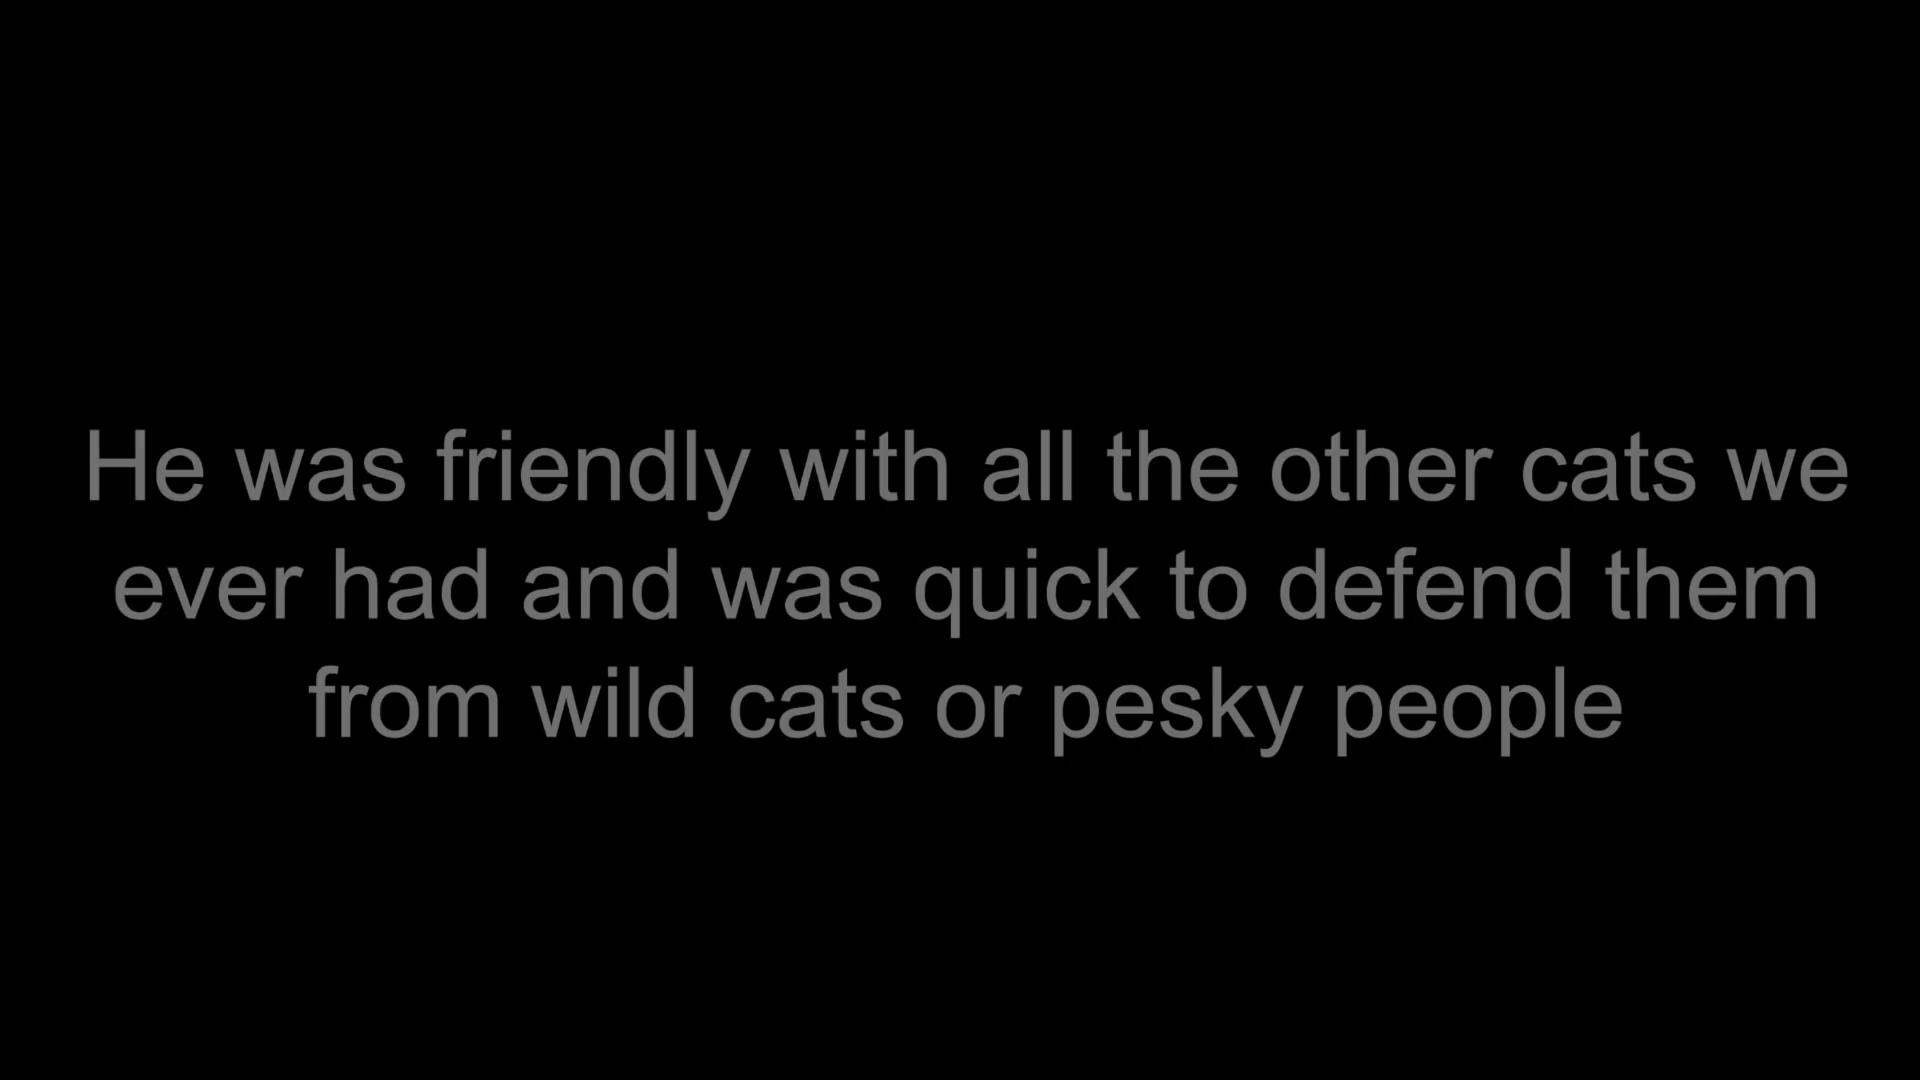 He was friendly with all the other cats we
ever had and was quick to defend them
from wild cats or pesky people